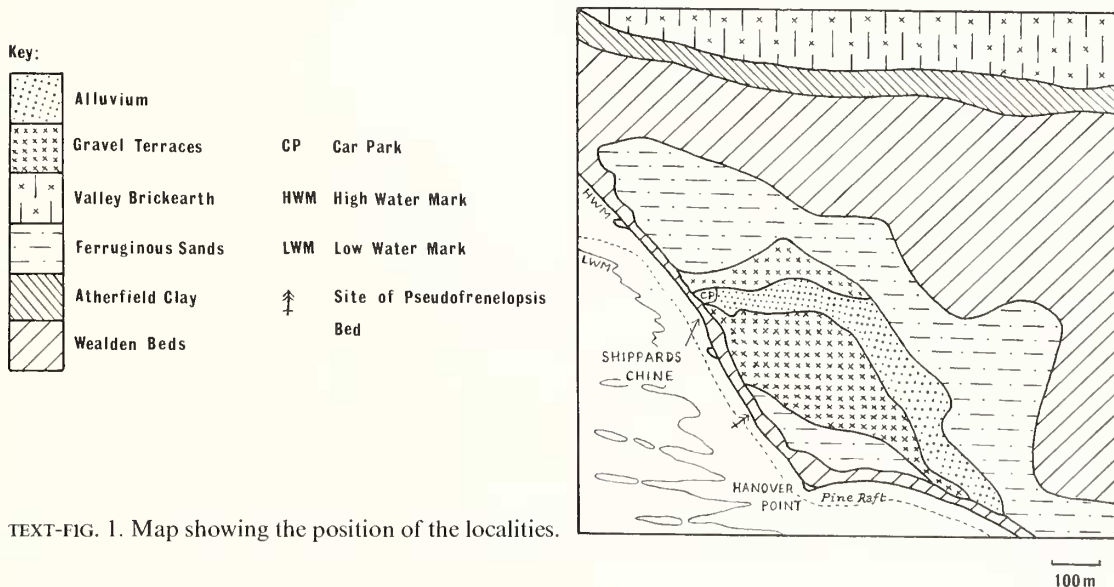 Key:
Alluvium
Gravel Terraces
Valley Brickearth
Ferruginous Sands
Atherfield Clay
Wealden Beds
CP Car Park
HWM High Water Mark
LWM Low Water Mark
Site of Pseudofrenelopsis
Bed
HWM
LWM
CP
SHIPPARDS
CHINE
HANOVER
POINT
Pine Raft
TEXT-FIG. 1. Map showing the position of the localities.
100 m